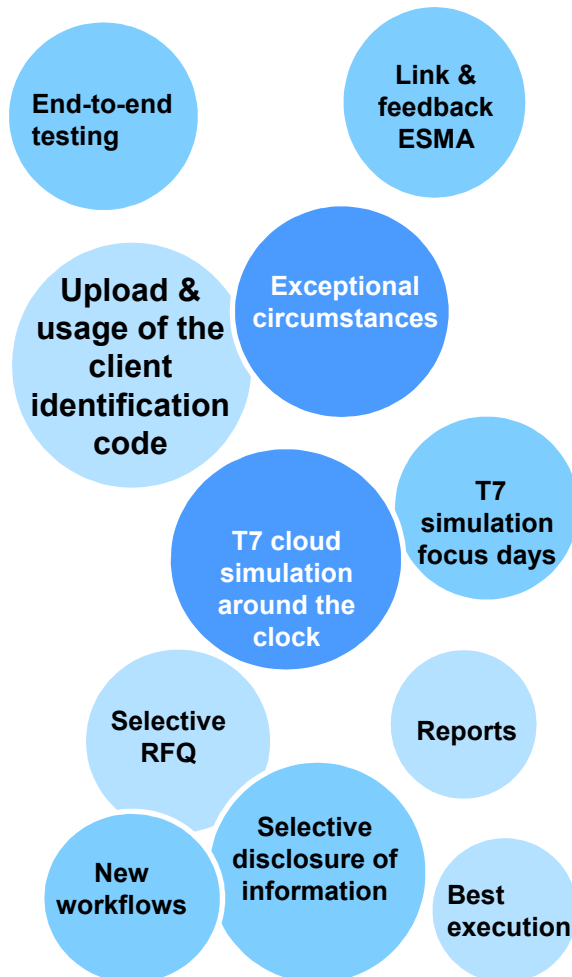 End-to-end
testing
Link &
feedback
ESMA
Exceptional
circumstances
Upload &
usage of the
client
identification
code
T7
simulation
focus days
T7 cloud
simulation
around the
clock
Selective
RFQ
Reports
Selective
disclosure of
information
New
workflows
Best
execution